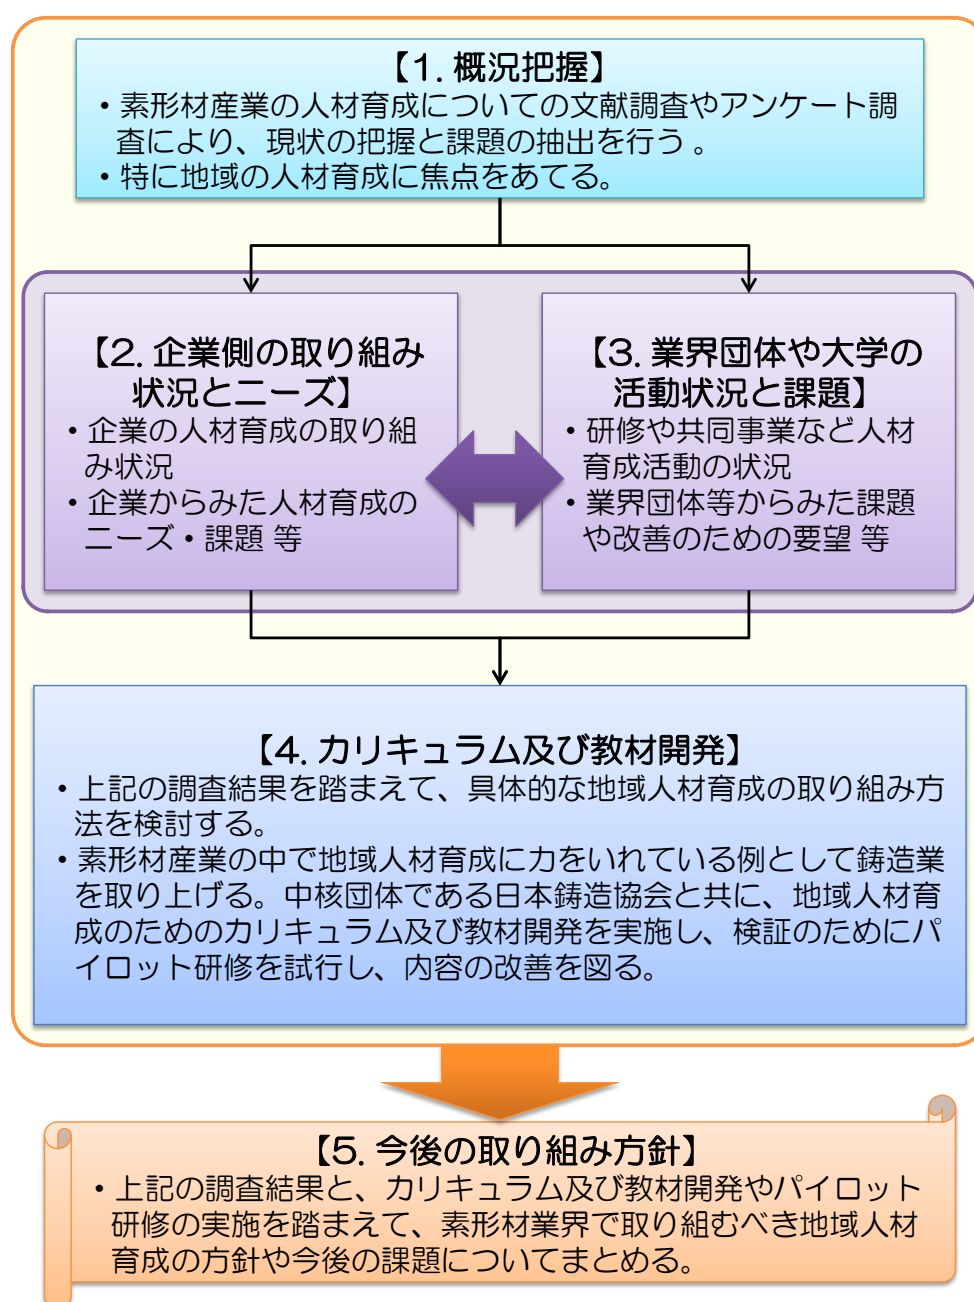 【1. 概況把握】
・素形材産業の人材育成についての文献調査やアンケート調
査により、現状の把握と課題の抽出を行う 。
・特に地域の人材育成に焦点をあてる。
【2. 企業側の取り組み
状況とニーズ】
・企業の人材育成の取り組
み状況
・企業からみた人材育成の
ニーズ・課題 等
【3. 業界団体や大学の
活動状況と課題】
・研修や共同事業など人材
育成活動の状況
・業界団体等からみた課題
や改善のための要望 等
【4. カリキュラム及び教材開発】
・上記の調査結果を踏まえて、具体的な地域人材育成の取り組み方
法を検討する。
・素形材産業の中で地域人材育成に力をいれている例として鋳造業
を取り上げる。中核団体である日本鋳造協会と共に、地域人材育
成のためのカリキュラム及び教材開発を実施し、検証のためにパ
イロット研修を試行し、内容の改善を図る。
【5. 今後の取り組み方針】
・上記の調査結果と、カリキュラム及び教材開発やパイロット
研修の実施を踏まえて、素形材業界で取り組むべき地域人材
育成の方針や今後の課題についてまとめる。